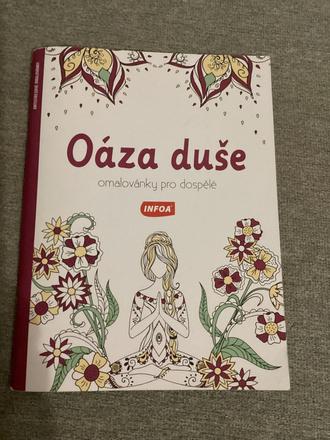 Oáza duše
omalovánky pro dospělé
INFOA